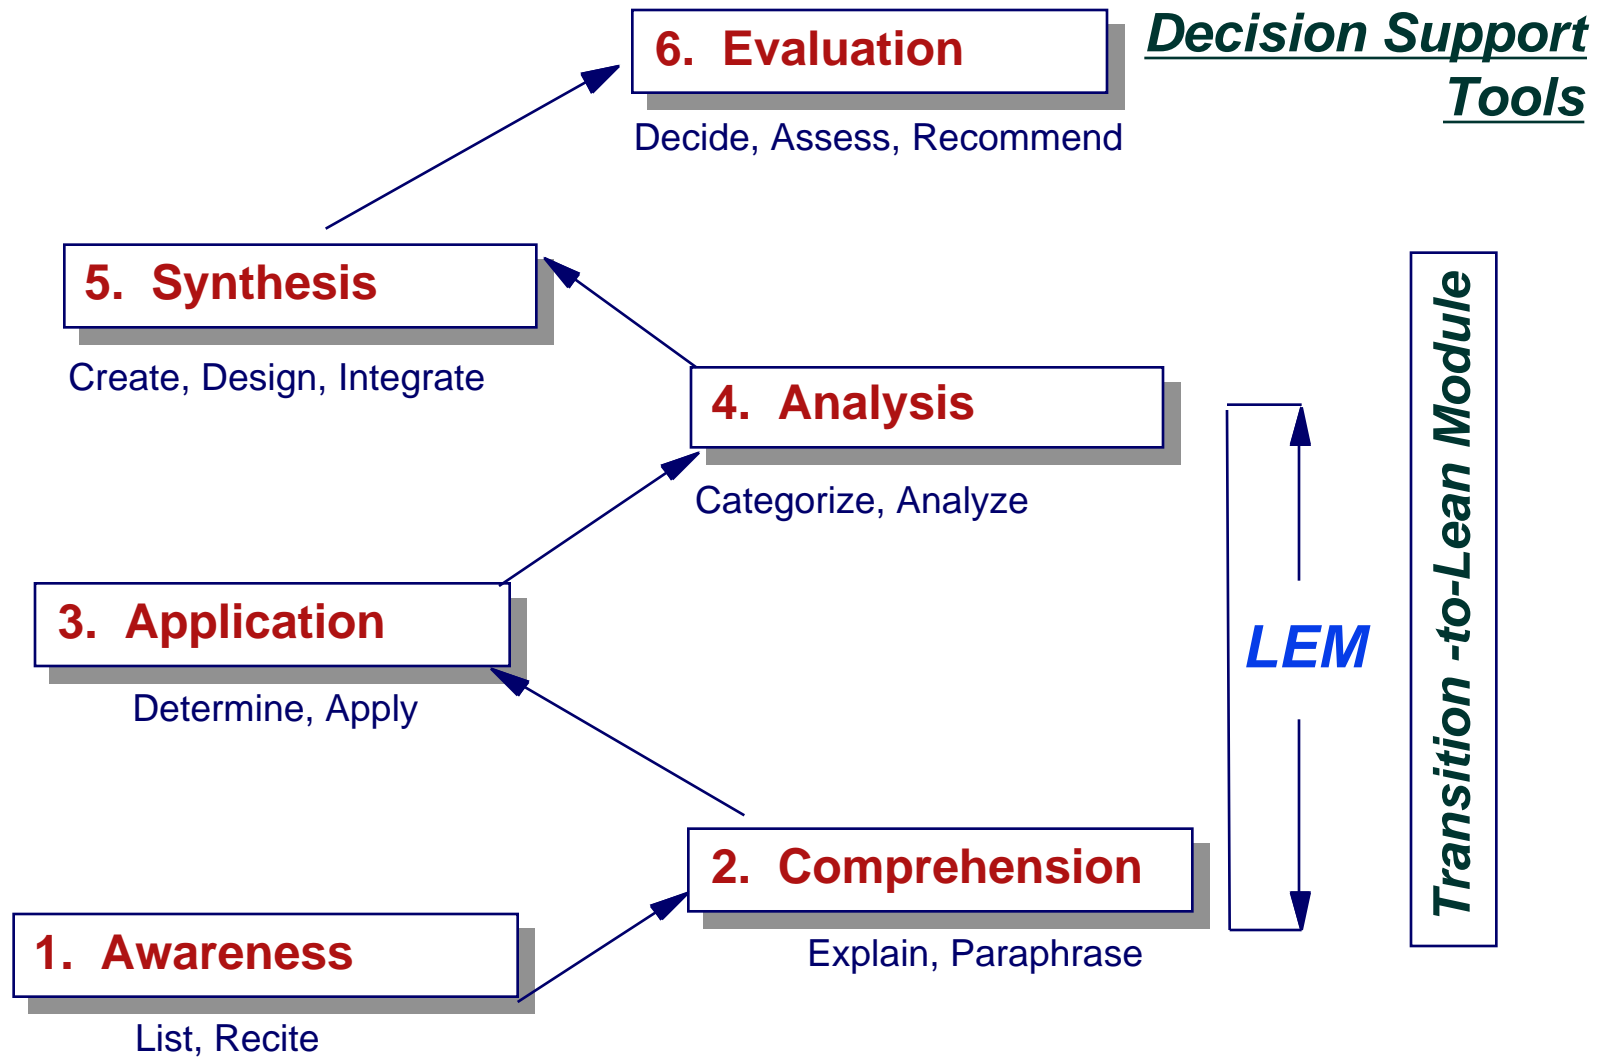 6. Evaluation
Decision Support
Tools
Decide, Assess, Recommend
5. Synthesis
Create, Design, Integrate
4. Analysis
Categorize, Analyze
3. Application
Determine, Apply
LEM
Transition -to-Lean Module
2. Comprehension
Explain, Paraphrase
1. Awareness
List, Recite